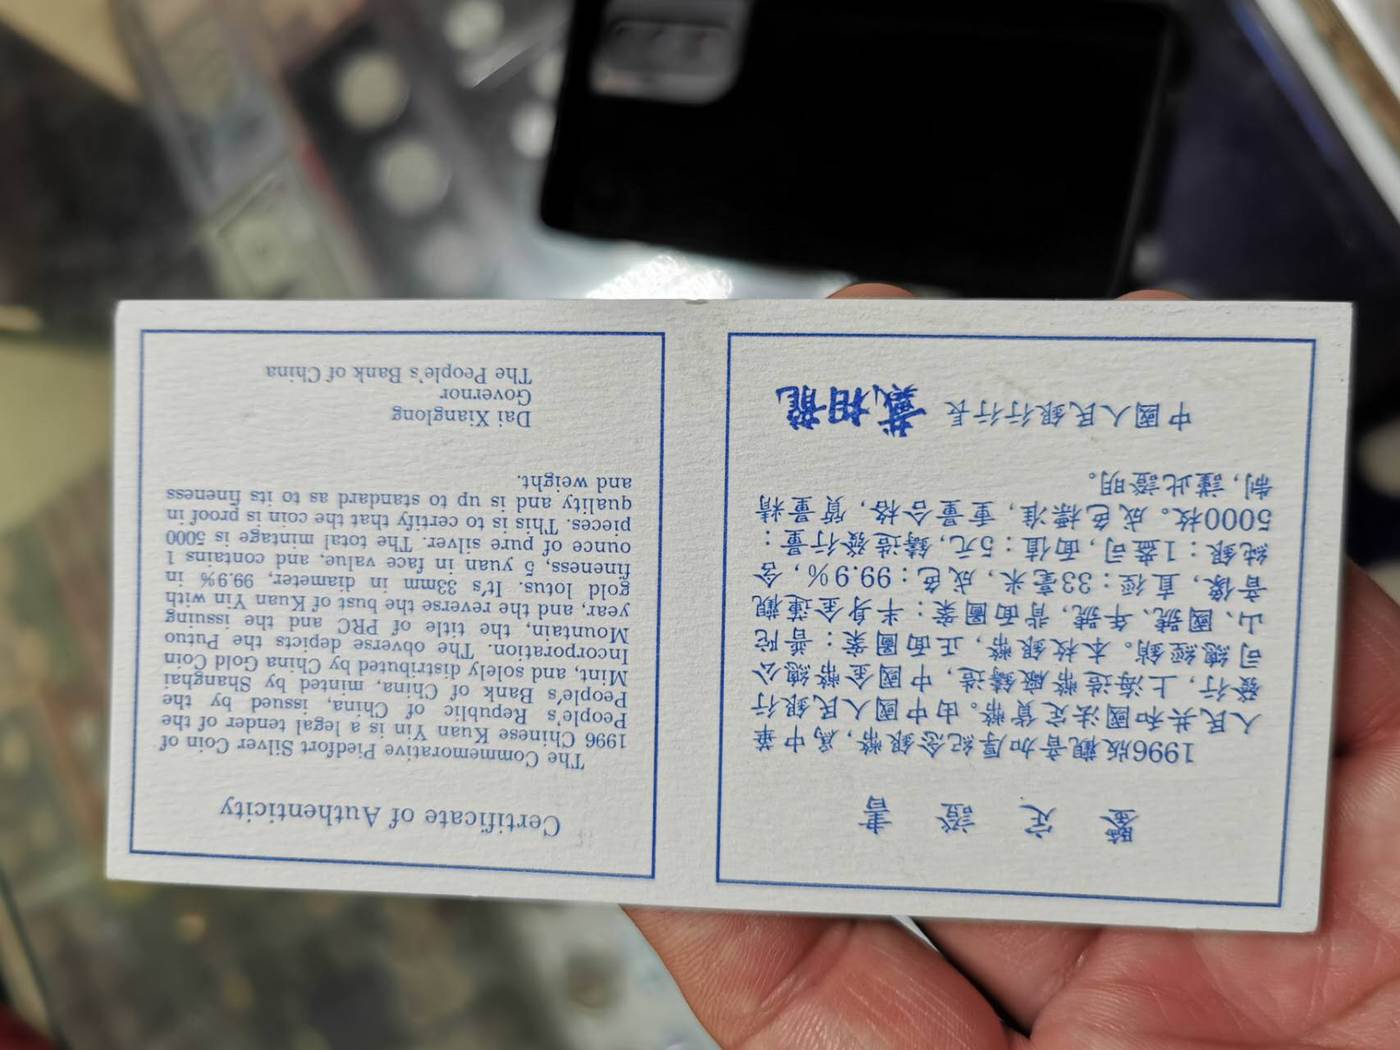 鑒定證書
1996版觀音加厚紀念銀幣，爲中華
人民共和國法定貨幣。由中國人民銀行
發行，上海造幣廠鑄造，中國金幣總公
司總經銷。本枚銀幣，正面圖案：普陀
山、國號、年號，背面圖案：半身金蓮觀
音像，直徑：33毫米，成色：99.9%，含
純銀：1盎司，面值：5元，鑄造發行量：
5000枚。成色標准，重量合格，質量精
制，謹此證明。
中國人民銀行行長 戴相龍
Certificate of Authenticity
The Commemorative Piedfort Silver Coin of
1996 Chinese Kuan Yin is a legal tender of the
People's Republic of China, issued by the
People's Bank of China, minted by Shanghai
Mint, and solely distributed by China Gold Coin
Incorporation. The obverse depicts the Putuo
Mountain, the title of PRC and the issuing
year, and the reverse the bust of Kuan Yin with
gold lotus. It's 33mm in diameter, 99.9% in
fineness, 5 yuan in face value, and contains 1
ounce of pure silver. The total mintage is 5000
pieces. This is to certify that the coin is proof in
quality and is up to standard as to its fineness
and weight.
Dai Xianglong
Governor
The People's Bank of China